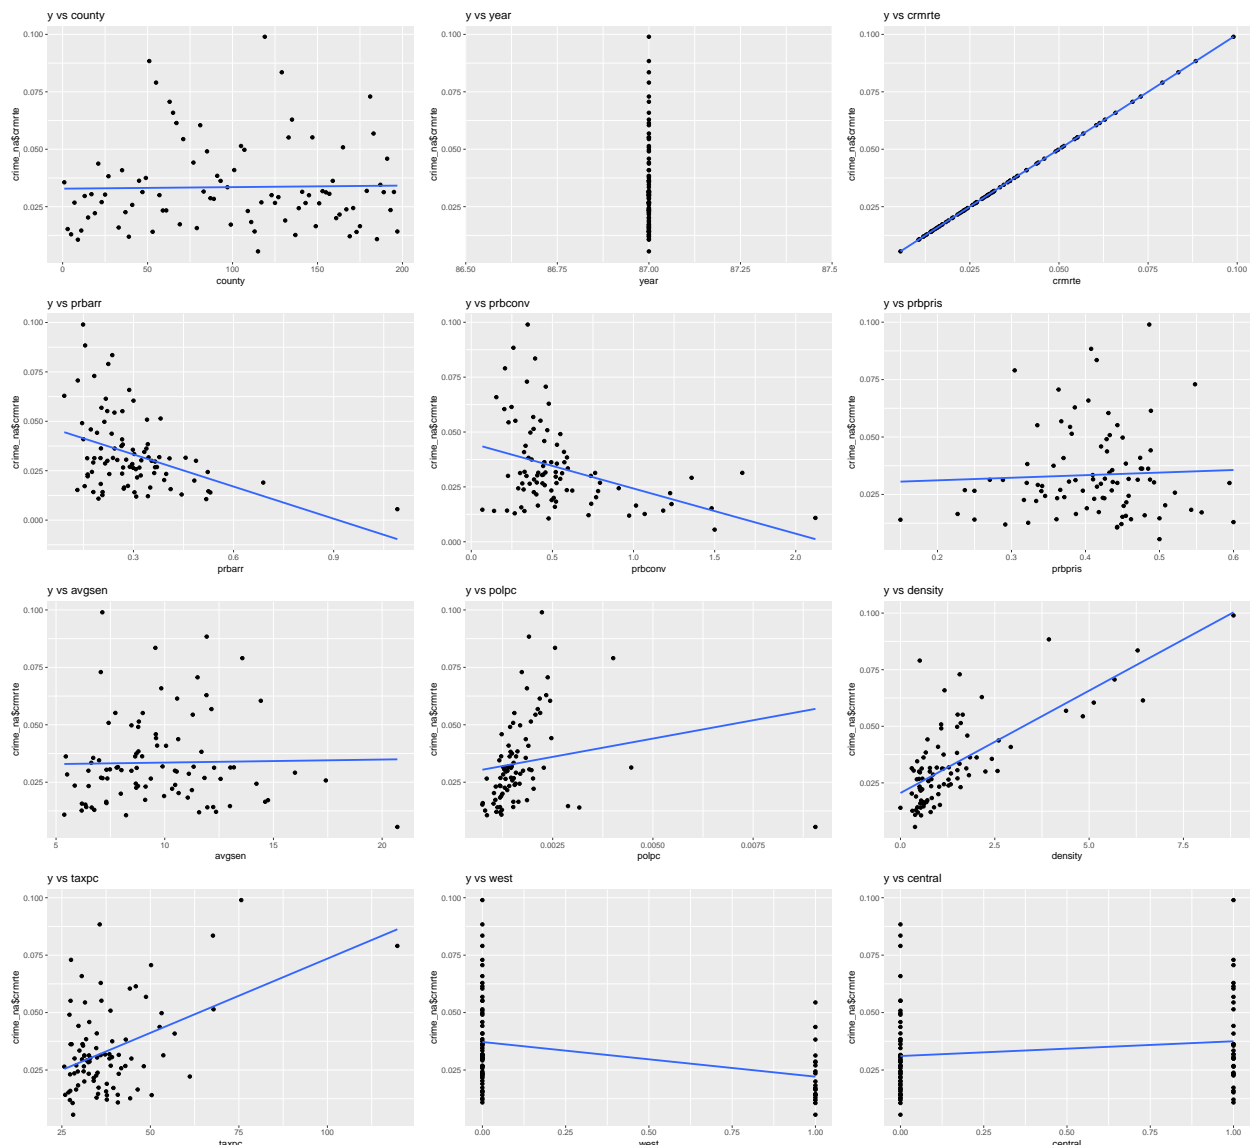 y vs county
y vs year
y vs crmrte
crime_na$crmrte
0.100
0.075
0.050
0.025
0
50
100
150
200
county
crime_na$crmrte
0.100
0.075
0.050
0.025
86.50
86.75
87.00
87.25
87.5
year
crime_na$crmrte
0.100
0.075
0.050
0.025
0.025
0.050
0.075
0.100
crmrte
y vs prbarr
y vs prbconv
y vs prbpris
crime_na$crmrte
0.100
0.075
0.050
0.025
0.000
0.3
0.6
0.9
prbarr
crime_na$crmrte
0.100
0.075
0.050
0.025
0.000
0.0
0.5
1.0
1.5
2.0
prbconv
crime_na$crmrte
0.100
0.075
0.050
0.025
0.2
0.3
0.4
0.5
0.6
prbpris
y vs avgsen
y vs polpc
y vs density
crime_na$crmrte
0.100
0.075
0.050
0.025
5
10
15
20
avgsen
crime_na$crmrte
0.100
0.075
0.050
0.025
0.0025
0.0050
0.0075
polpc
crime_na$crmrte
0.100
0.075
0.050
0.025
0.0
2.5
5.0
7.5
density
y vs taxpc
y vs west
y vs central
crime_na$crmrte
0.100
0.075
0.050
0.025
25
50
75
100
taxpc
crime_na$crmrte
0.100
0.075
0.050
0.025
0.00
0.25
0.50
0.75
1.00
west
crime_na$crmrte
0.100
0.075
0.050
0.025
0.00
0.25
0.50
0.75
1.00
central